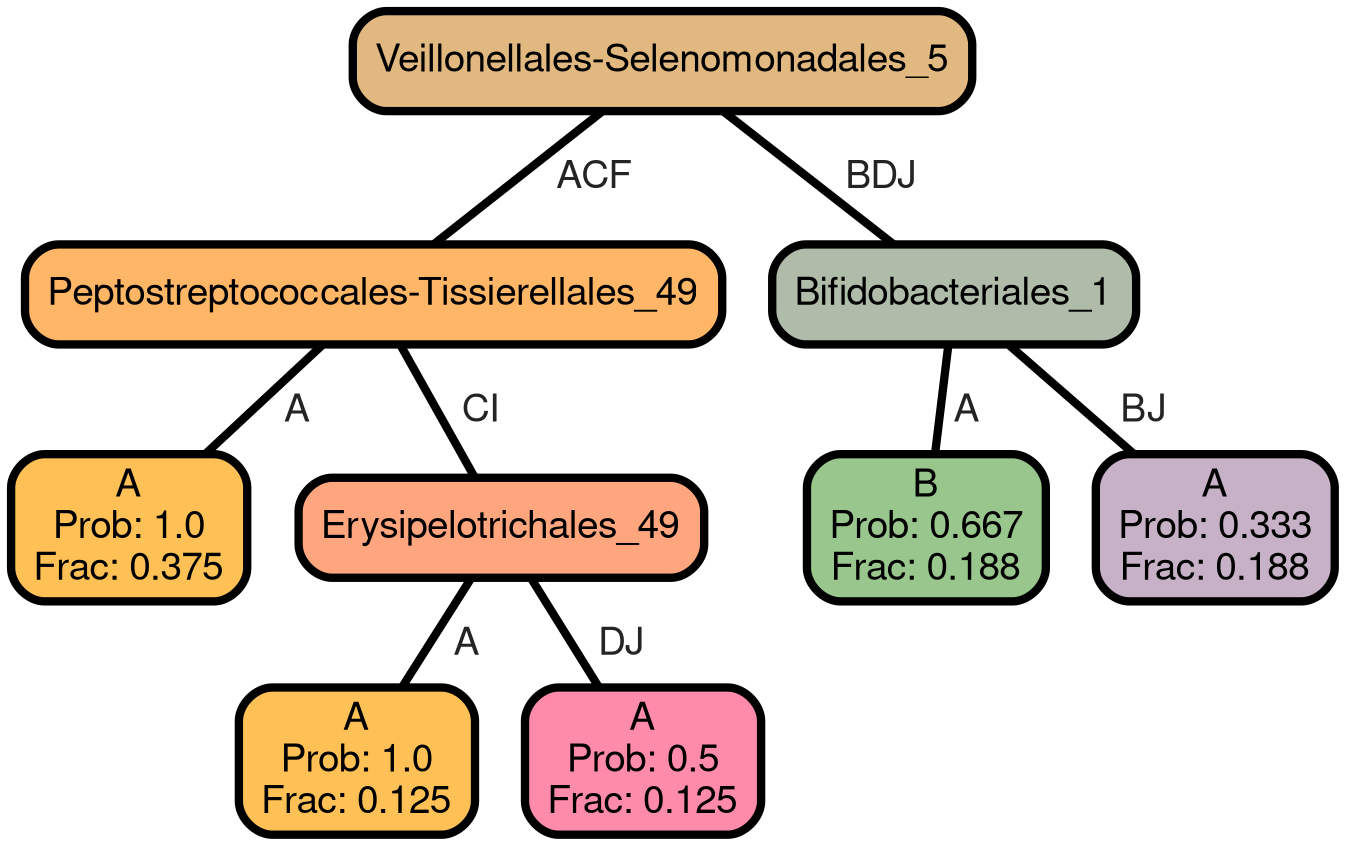 Veillonellales-Selenomonadales_5
ACF
BDJ
Peptostreptococcales-Tissierellales_49
Bifidobacteriales_1
A
CI
A
BJ
A
Prob: 1.0
Frac: 0.375
Erysipelotrichales_49
B
Prob: 0.667
Frac: 0.188
A
Prob: 0.333
Frac: 0.188
A
DJ
A
Prob: 1.0
Frac: 0.125
A
Prob: 0.5
Frac: 0.125